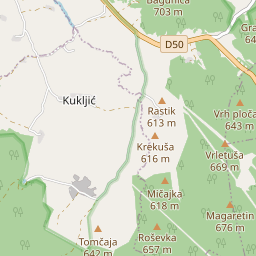 Bagunica
703 m
D50
Gra
Kukljić
Rastik
613 m
Vrh ploča
643 m
Krekuša
616 m
Vrletuša
669 m
Mičajka
618 m
Magaretin
676 m
Tomčaja
642 m
Roševka
657 m